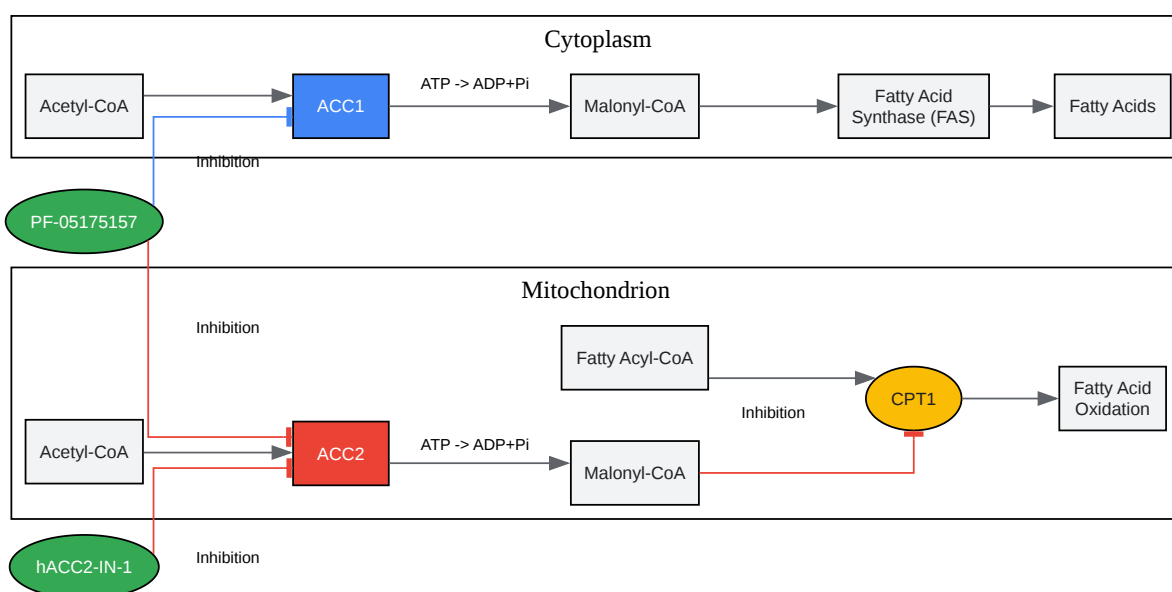 Cytoplasm
Acetyl-CoA
ACC1
ATP -> ADP+Pi
Malonyl-CoA
Fatty Acid
Synthase (FAS)
Fatty Acids
Inhibition
PF-05175157
Mitochondrion
Inhibition
Fatty Acyl-CoA
CPT1
Fatty Acid
Oxidation
Inhibition
Acetyl-CoA
ACC2
ATP -> ADP+Pi
Malonyl-CoA
hACC2-IN-1
Inhibition